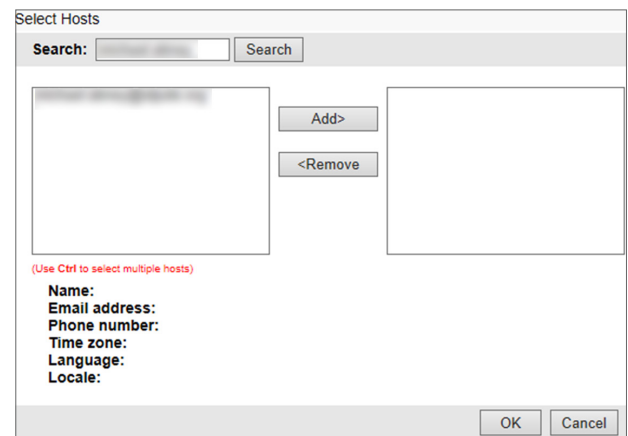 Select Hosts
Search: Search
Add>
<Remove
(Use Ctrl to select multiple hosts)
Name:
Email address:
Phone number:
Time zone:
Language:
Locale:
OK Cancel